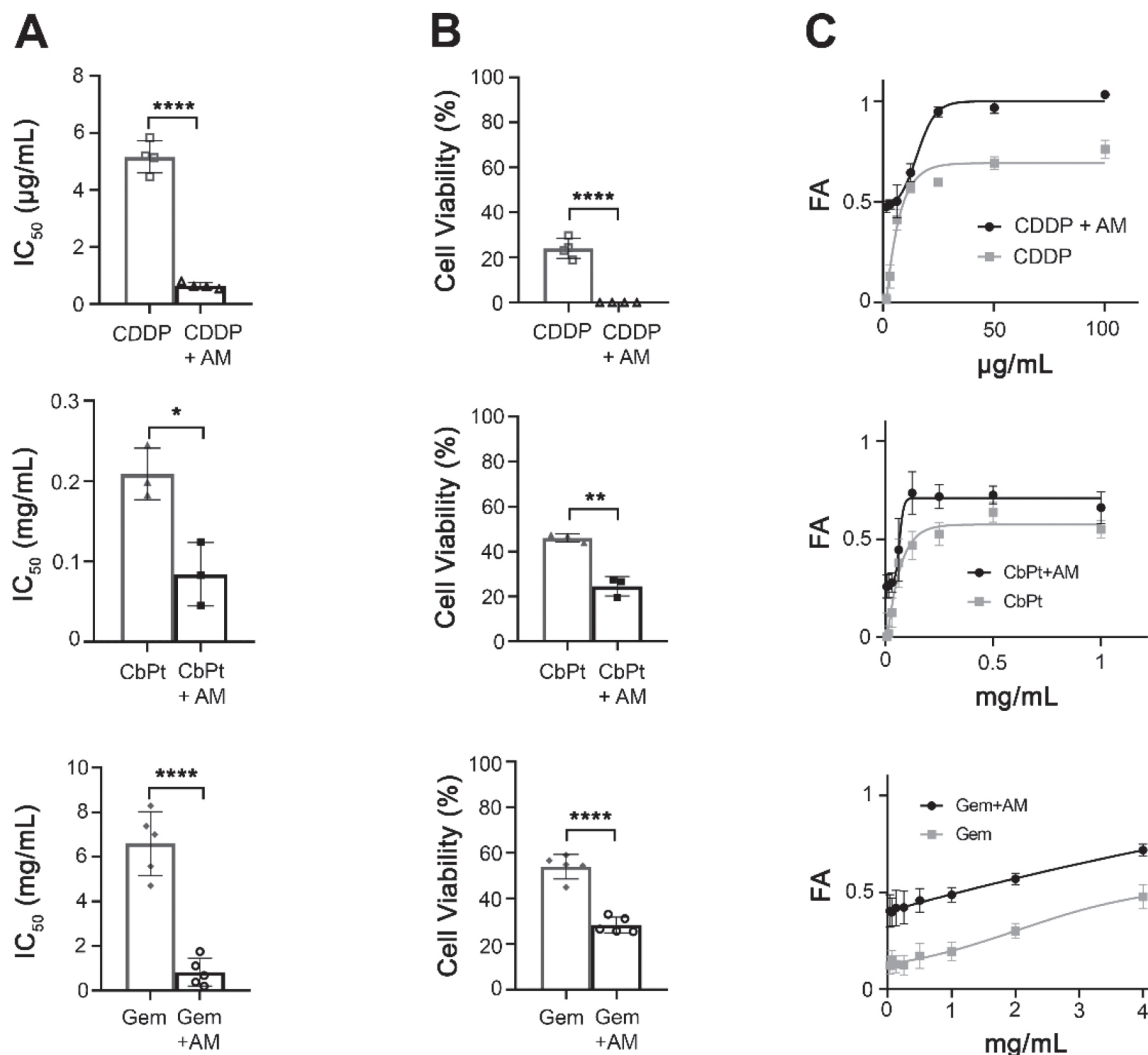 A
B
C
IC50 (µg/mL)
8
6
4
2
0
****
CDDP
CDDP
+ AM
Cell Viability (%)
100
80
60
40
20
0
****
CDDP
CDDP
+ AM
FA
1
0.5
0
CDDP + AM
CDDP
0
50
100
µg/mL
IC50 (mg/mL)
0.3
0.2
0.1
0
*
CbPt
CbPt
+ AM
Cell Viability (%)
100
80
60
40
20
0
**
CbPt
CbPt
+ AM
FA
1
0.5
0
CbPt+AM
CbPt
0
0.5
1
mg/mL
IC50 (mg/mL)
10
8
6
4
2
0
****
Gem
Gem
+AM
Cell Viability (%)
100
80
60
40
20
0
****
Gem
Gem
+AM
FA
1
0.5
0
Gem+AM
Gem
0
1
2
3
4
mg/mL